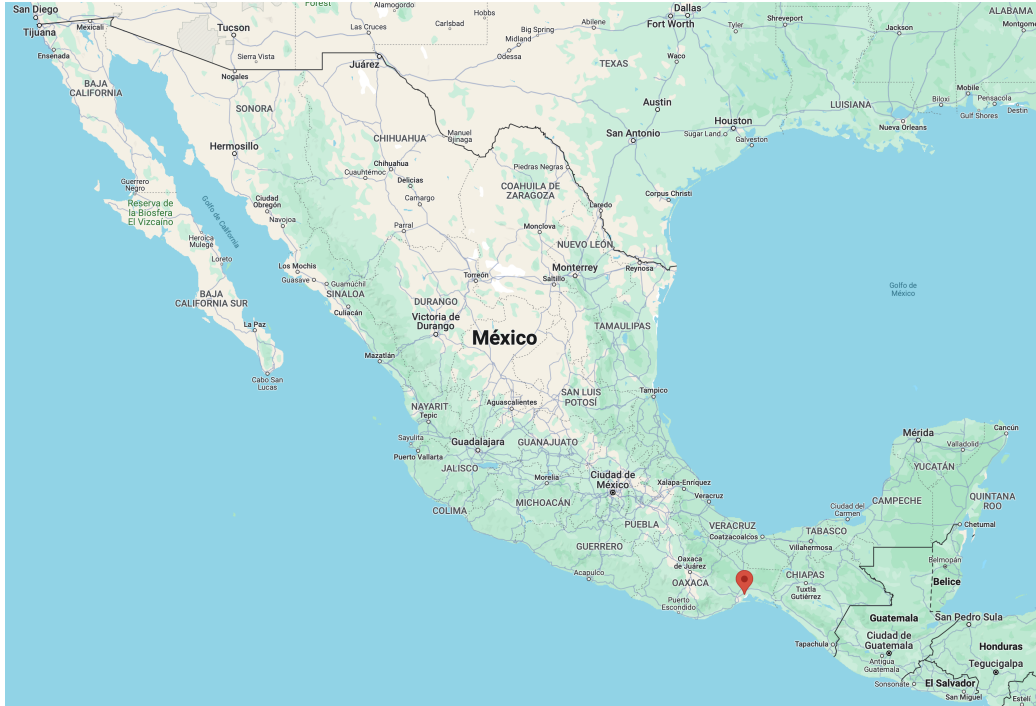 San Diego
Tijuana
Mexicali
Ensenada
BAJA
CALIFORNIA
Tucson
Sierra Vista
Nogales
SONORA
Hermosillo
Forest
Alamogordo
Las Cruces
Hobbs
Carlsbad
Juárez
Big Spring
Midland
Odessa
Abilene
Dallas
Fort Worth
Tyler
Shreveport
Jackson
ALABAMA
Montgom
Waco
TEXAS
Austin
LUISIANA
Mobile
Biloxi
Pensacola
Destin
Gulf Shores
Nueva Orleans
San Antonio
Houston
Sugar Land
Galveston
CHIHUAHUA
Manuel
Ojinaga
Chihuahua
Cuauhtémoc
Delicias
Camargo
Parral
Piedras Negras
COAHUILA DE
ZARAGOZA
Corpus Christi
Laredo
Monclova
NUEVO LEÓN
Guerrero
Negro
Reserva de
la Biosfera
El Vizcaíno
Golfo de California
Ciudad
Obregón
Navojoa
Heroica
Mulegé
Loreto
Los Mochis
Guasave
Guamúchil
SINALOA
Culiacán
BAJA
CALIFORNIA SUR
La Paz
Cabo San
Lucas
Torreón
Saltillo
Monterrey
Reynosa
Golfo de
México
DURANGO
Victoria de
Durango
México
TAMAULIPAS
Mazatlán
NAYARIT
Tepic
Aguascalientes
SAN LUIS
POTOSÍ
Tampico
Sayulita
Puerto Vallarta
Guadalajara
GUANAJUATO
JALISCO
COLIMA
Morelia
MICHOACÁN
Ciudad de
México
Xalapa-Enríquez
Veracruz
PUEBLA
VERACRUZ
Coatzacoalcos
GUERRERO
Acapulco
Oaxaca
de Juárez
OAXACA
Puerto
Escondido
Mérida
Valladolid
Cancún
YUCATÁN
CAMPECHE
QUINTANA
ROO
Ciudad del
Carmen
TABASCO
Villahermosa
Chetumal
CHIAPAS
Tuxtla
Gutiérrez
Tapachula
Belmopán
Belice
Guatemala
San Pedro Sula
Ciudad de
Guatemala
Antigua
Guatemala
Honduras
Tegucigalpa
Sonsonate
El Salvador
San Miguel
Estelí